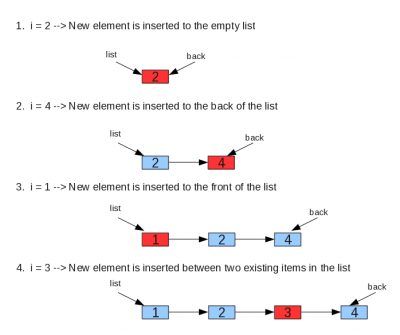 1. i = 2 --> New element is inserted to the empty list
list back
2
2. i = 4 --> New element is inserted to the back of the list
list back
2 4
3. i = 1 --> New element is inserted to the front of the list
list back
1 2 4
4. i = 3 --> New element is inserted between two existing items in the list
list back
1 2 3 4